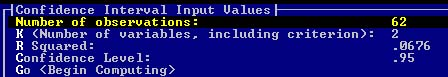 Confidence Interval Input Values
Number of observations: 62
K (Number of variables, including criterion): 2
R Squared: .0676
Confidence Level: .95
Go <Begin Computing>